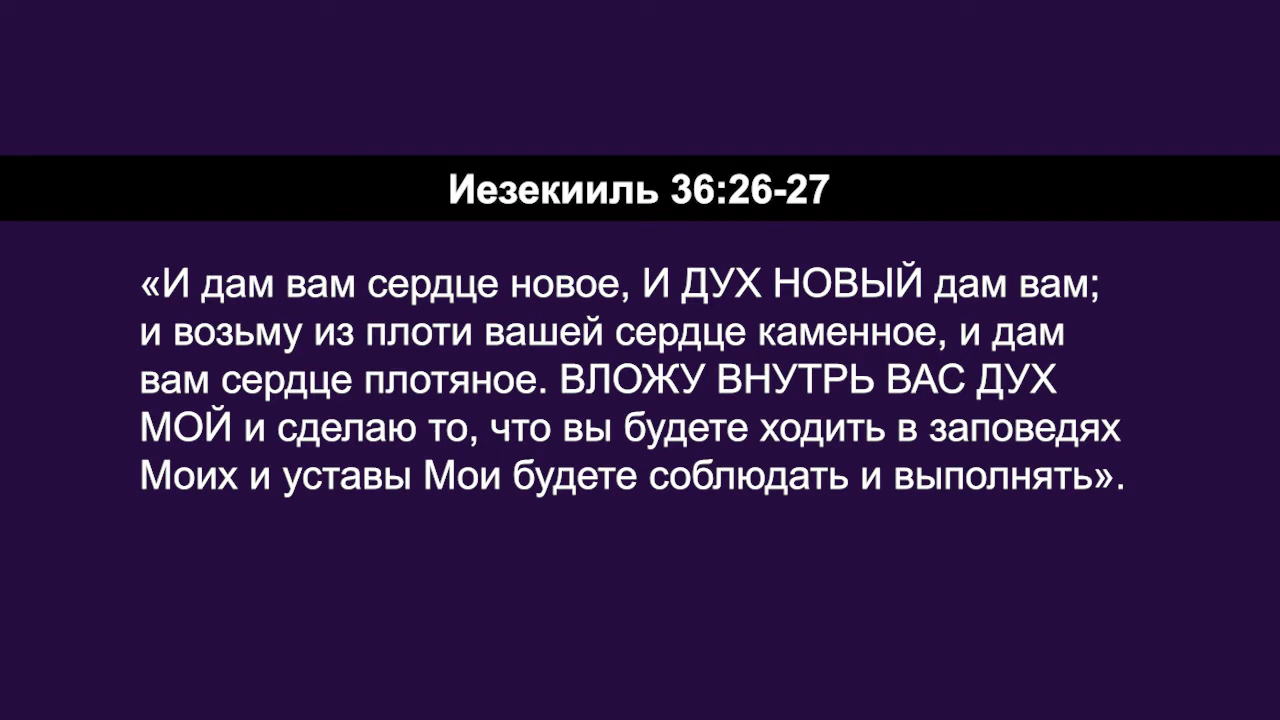 Иезекииль 36:26-27
«И дам вам сердце новое, И ДУХ НОВЫЙ дам вам;
и возьму из плоти вашей сердце каменное, и дам
вам сердце плотяное. ВЛОЖУ ВНУТРЬ ВАС ДУХ
МОЙ и сделаю то, что вы будете ходить в заповедях
Моих и уставы Мои будете соблюдать и выполнять».